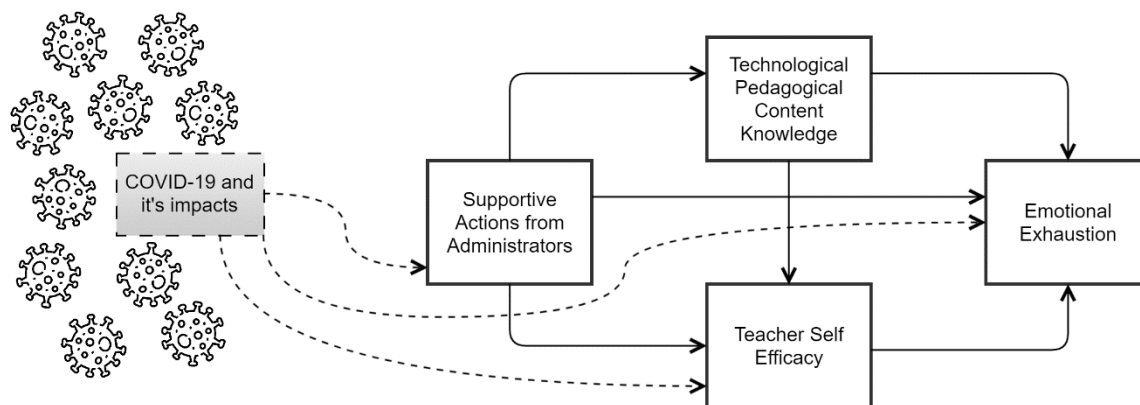 COVID-19 and
it's impacts
Supportive
Actions from
Administrators
Technological
Pedagogical
Content
Knowledge
Teacher Self
Efficacy
Emotional
Exhaustion